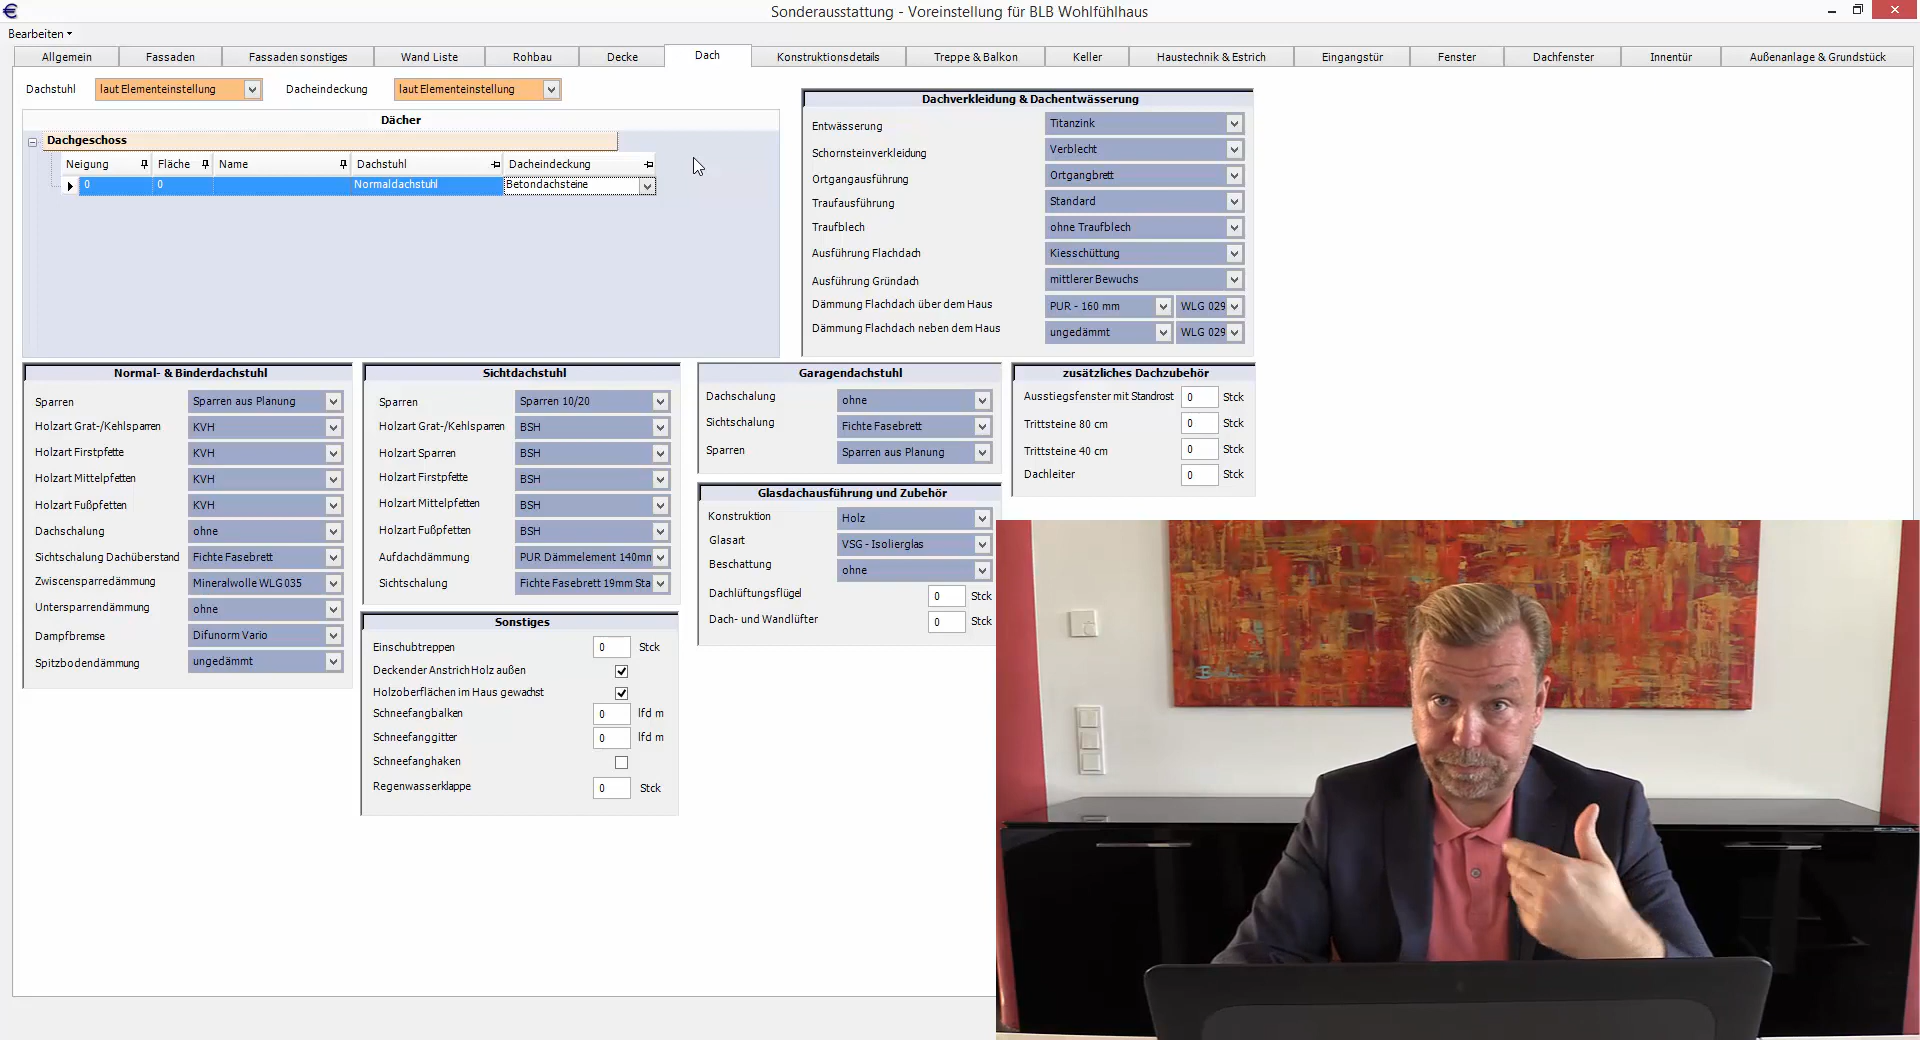 Sonderausstattung - Voreinstellung für BLB Wohlfühlhaus
Bearbeiten
Allgemein Fassaden Fassaden sonstiges Wand Liste Rohbau Decke Dach Konstruktionsdetails Treppe & Balkon Keller Haustechnik & Estrich Eingangstür Fenster Dachfenster Innentür Außenanlage & Grundstück
Dachstuhl laut Elementeinstellung Dacheindeckung laut Elementeinstellung
Dächer
Dachgeschoss
Neigung Fläche Name Dachstuhl Dacheindeckung
0 0 Normaldachstuhl Betondachsteine
Dachverkleidung & Dachentwässerung
Entwässerung Titanzink
Schornsteinverkleidung Verblecht
Ortgangausführung Ortgangbrett
Traufausführung Standard
Traufblech ohne Traufblech
Ausführung Flachdach Kiesschüttung
Ausführung Gründach mittlerer Bewuchs
Dämmung Flachdach über dem Haus PUR - 160 mm WLG 029
Dämmung Flachdach neben dem Haus ungedämmt WLG 029
Normal- & Binderdachstuhl
Sparren Sparren aus Planung
Holzart Grat-/Kehlsparren KVH
Holzart Firstpfette KVH
Holzart Mittelpfetten KVH
Holzart Fußpfetten KVH
Dachschalung ohne
Sichtschalung Dachüberstand Fichte Fasebrett
Zwiscensparredämmung Mineralwolle WLG035
Untersparrendämmung ohne
Dampfbremse Difunorm Vario
Spitzbodendämmung ungedämmt
Sichtdachstuhl
Sparren Sparren 10/20
Holzart Grat-/Kehlsparren BSH
Holzart Sparren BSH
Holzart Firstpfette BSH
Holzart Mittelpfetten BSH
Holzart Fußpfetten BSH
Aufdachdämmung PUR Dämmelement 140mm
Sichtschalung Fichte Fasebrett 19mm Sta
Sonstiges
Einschubtreppen 0 Stck
Deckender Anstrich Holz außen
Holzoberflächen im Haus gewachst
Schneefangbalken 0 lfd m
Schneefanggitter 0 lfd m
Schneefanghaken
Regenwasserklappe 0 Stck
Garagendachstuhl
Dachschalung ohne
Sichtschalung Fichte Fasebrett
Sparren Sparren aus Planung
Glasdachausführung und Zubehör
Konstruktion Holz
Glasart VSG - Isolierglas
Beschattung ohne
Dachlüftungsflügel 0 Stck
Dach- und Wandlüfter 0 Stck
zusätzliches Dachzubehör
Ausstiegsfenster mit Standrost 0 Stck
Trittsteine 80 cm 0 Stck
Trittsteine 40 cm 0 Stck
Dachleiter 0 Stck